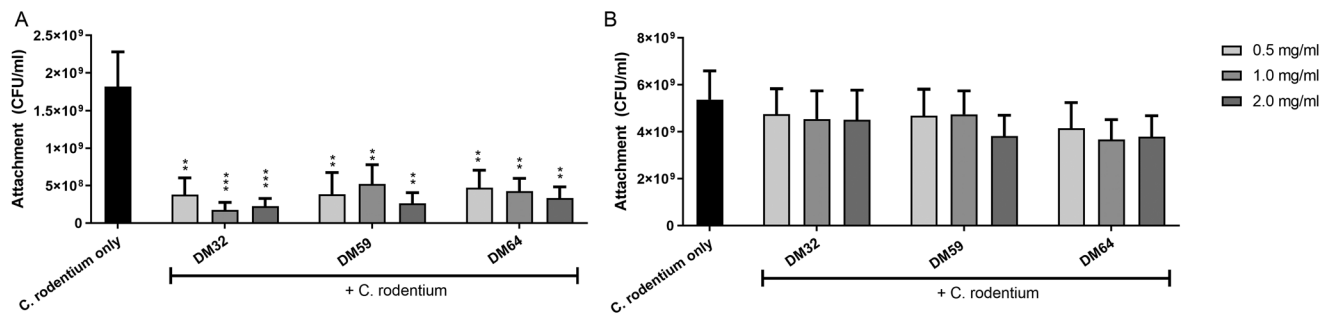 A
Attachment (CFU/ml)
2.5×10⁹
2×10⁹
1.5×10⁹
1×10⁹
5×10⁸
0
**
***
***
**
**
**
**
**
**
C. rodentium only
DM32
DM59
DM64
+ C. rodentium
B
Attachment (CFU/ml)
8×10⁹
6×10⁹
4×10⁹
2×10⁹
0
C. rodentium only
DM32
DM59
DM64
+ C. rodentium
0.5 mg/ml
1.0 mg/ml
2.0 mg/ml